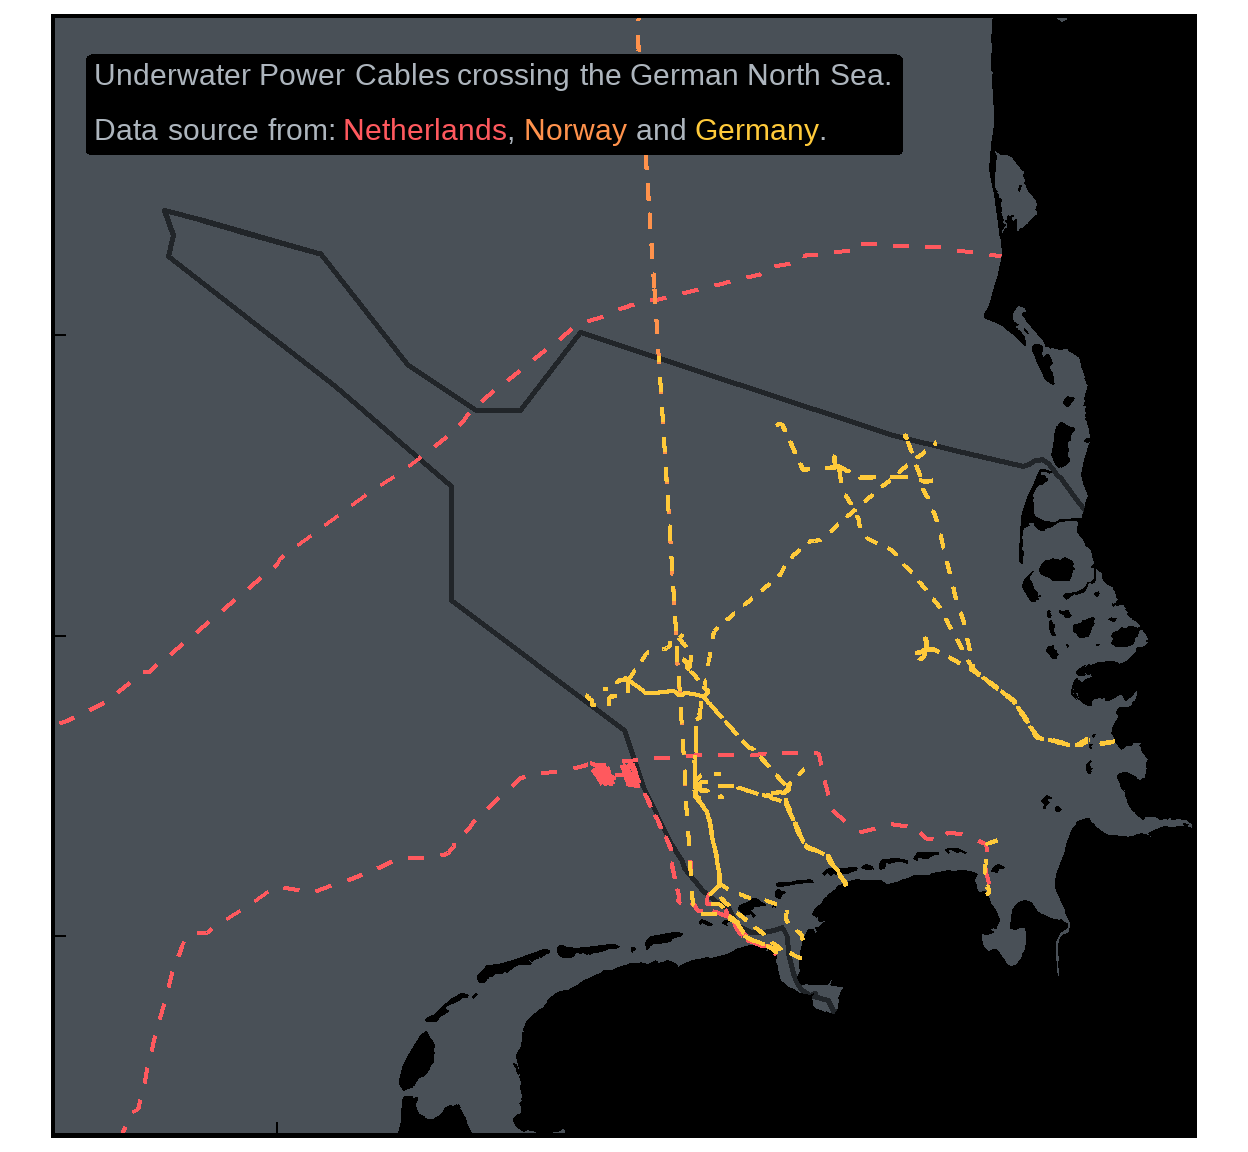 Underwater Power Cables crossing the German North Sea.
Data source from: Netherlands, Norway and Germany.